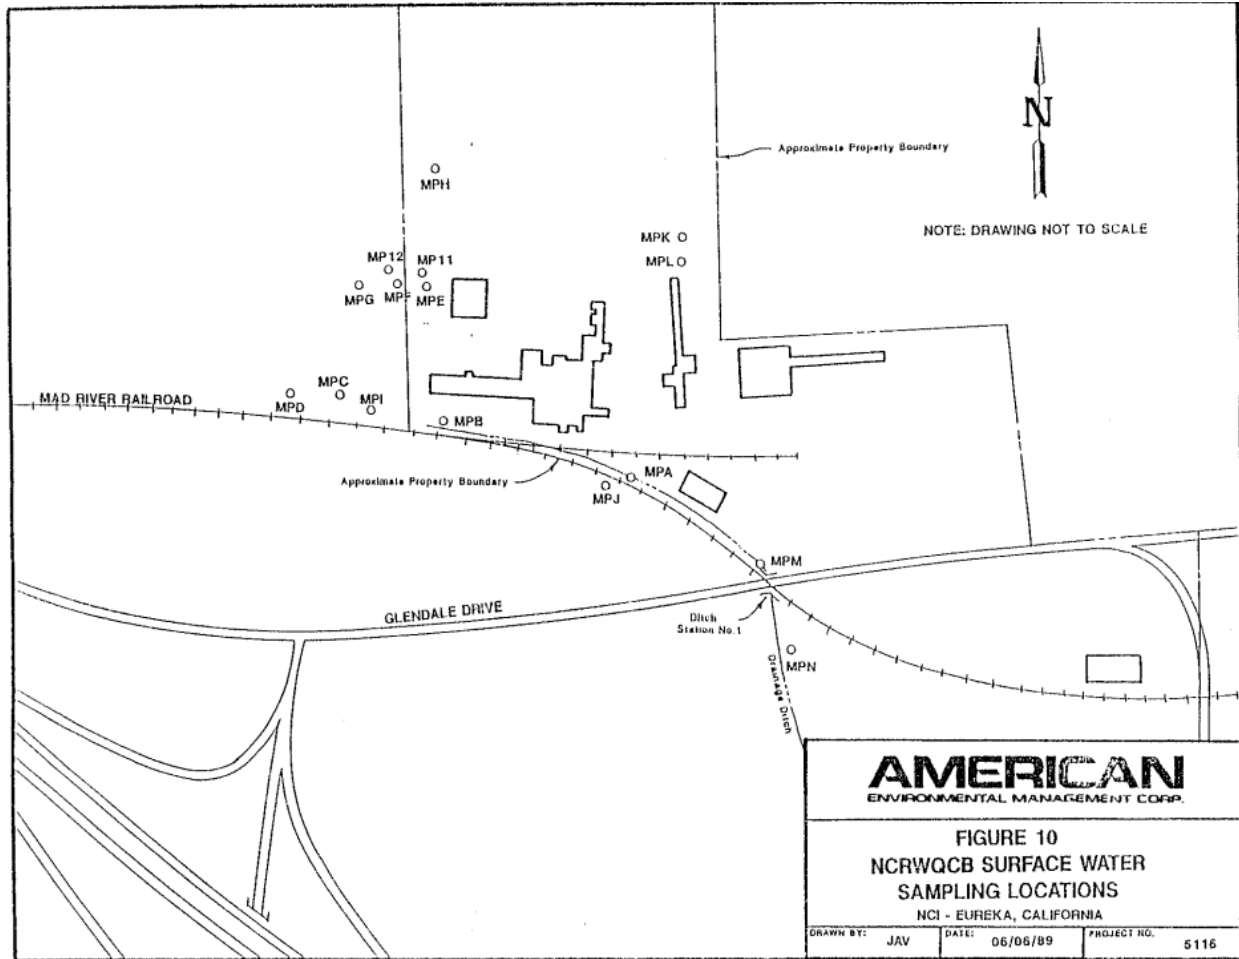 Approximate Property Boundary
N
NOTE: DRAWING NOT TO SCALE
MPH
MPK
MPL
MP12
MP11
MPG
MPF
MPE
MAD RIVER RAILROAD
MPC
MPD
MPI
MPB
Approximate Property Boundary
MPA
MPJ
MPM
GLENDALE DRIVE
Ditch
Station No.1
MPN
Drainage Ditch
AMERICAN
ENVIRONMENTAL MANAGEMENT CORP.
FIGURE 10
NCRWQCB SURFACE WATER
SAMPLING LOCATIONS
NCI - EUREKA, CALIFORNIA
DRAWN BY: JAV
DATE: 06/06/89
PROJECT NO. 5116